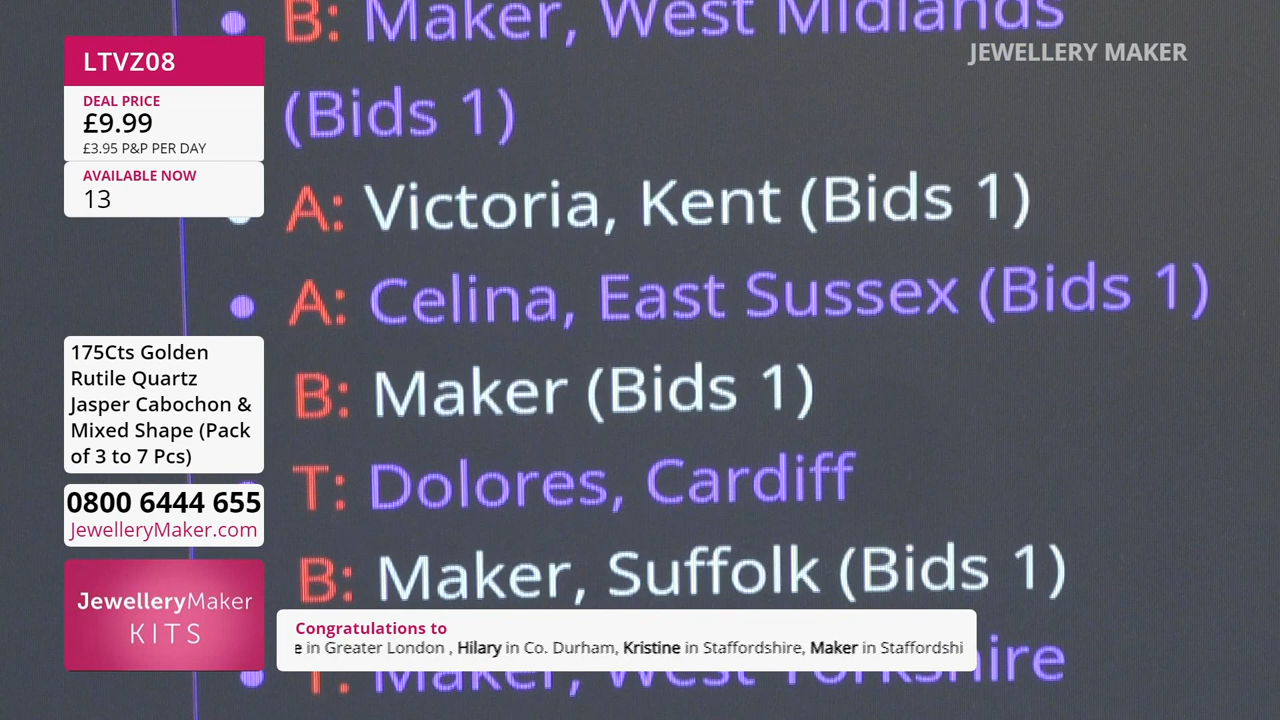 B: Maker, West Midlands
(Bids 1)
A: Victoria, Kent (Bids 1)
A: Celina, East Sussex (Bids 1)
B: Maker (Bids 1)
T: Dolores, Cardiff
B: Maker, Suffolk (Bids 1)
T: Maker, West Yorkshire
JEWELLERY MAKER
LTVZ08
DEAL PRICE
£9.99
£3.95 P&P PER DAY
AVAILABLE NOW
13
175Cts Golden
Rutile Quartz
Jasper Cabochon &
Mixed Shape (Pack
of 3 to 7 Pcs)
0800 6444 655
JewelleryMaker.com
JewelleryMaker
KITS
Congratulations to
e in Greater London , Hilary in Co. Durham, Kristine in Staffordshire, Maker in Staffordshi